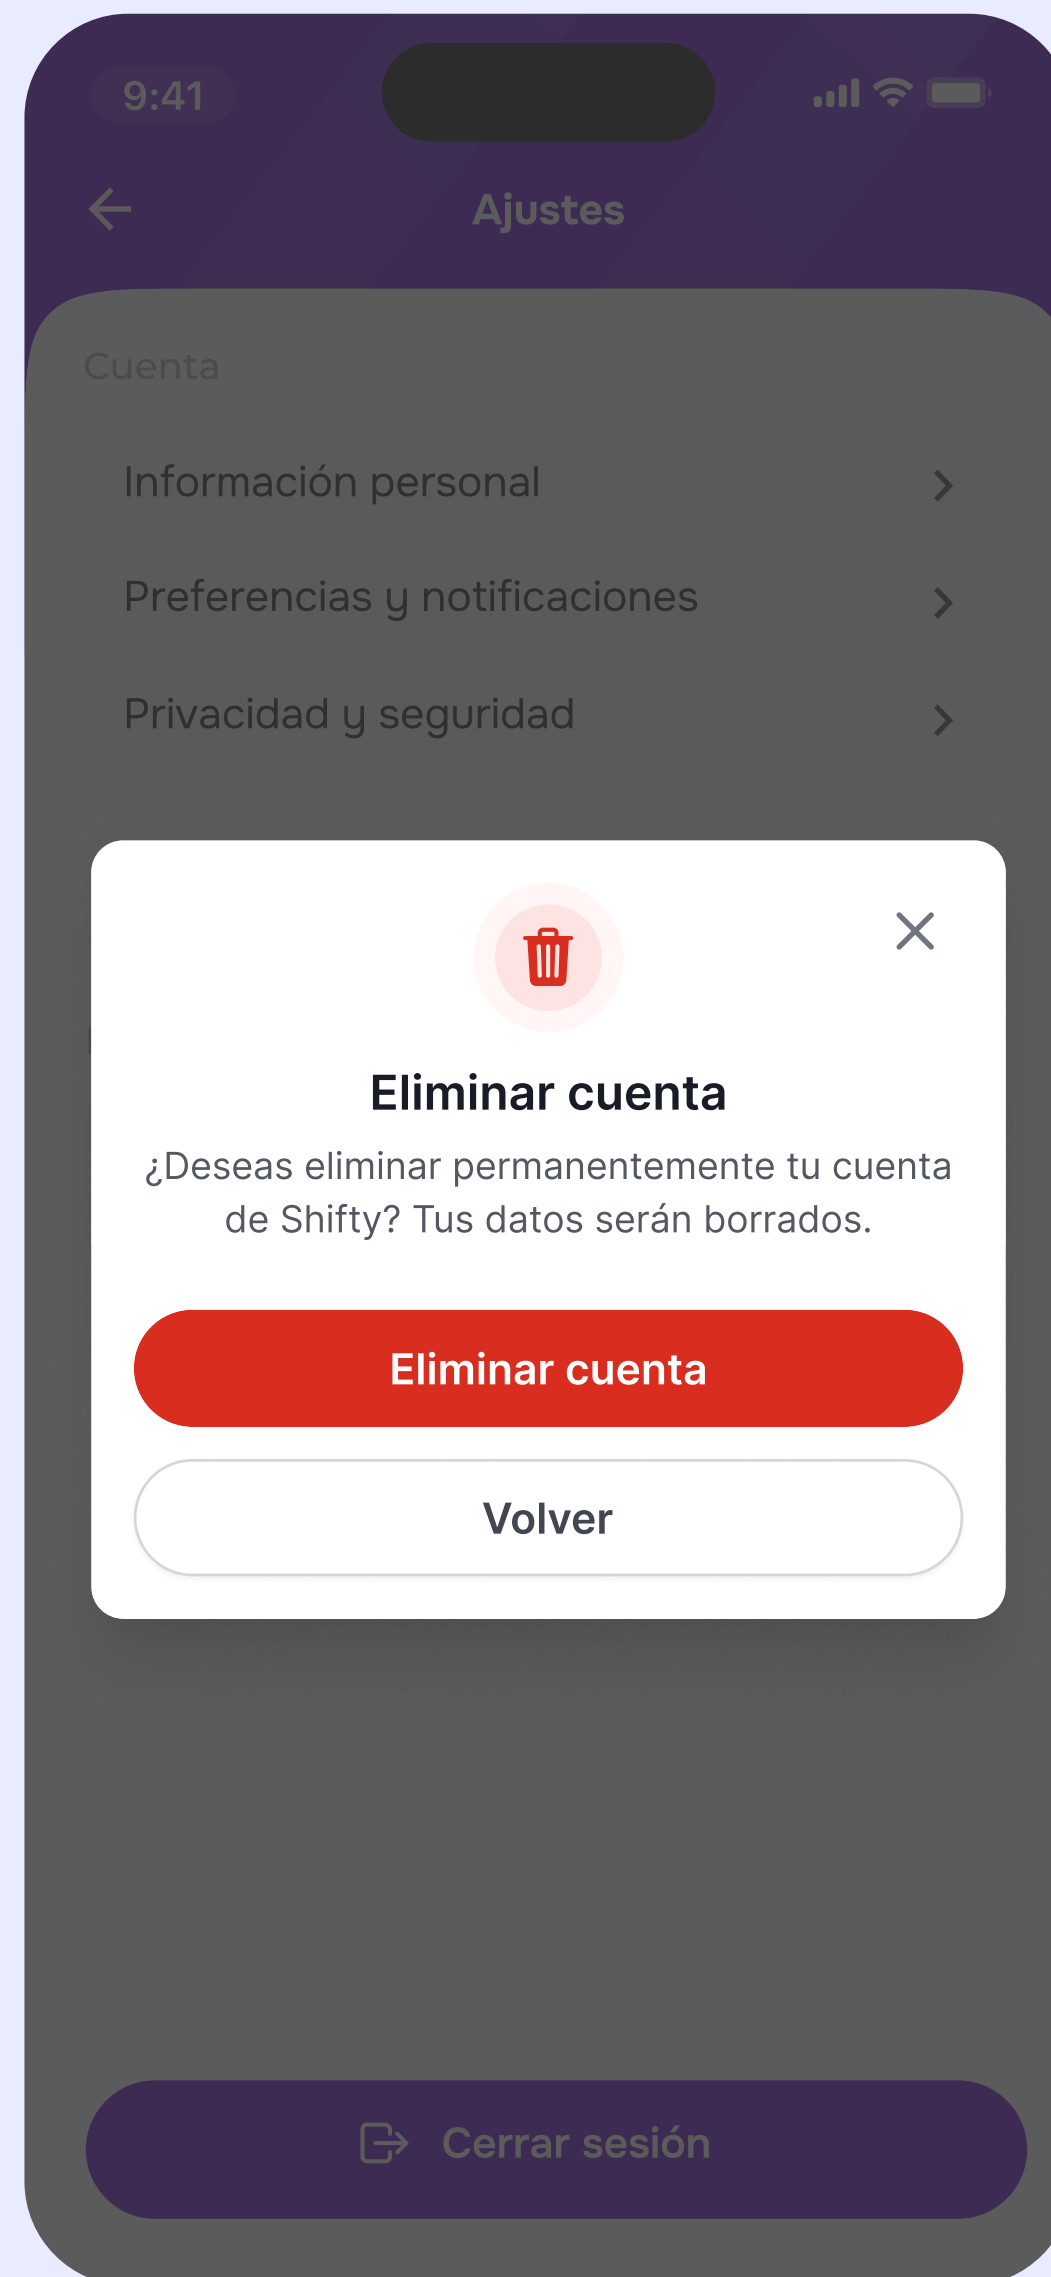 9:41
Ajustes
Cuenta
Información personal
Preferencias y notificaciones
Privacidad y seguridad
Eliminar cuenta
¿Deseas eliminar permanentemente tu cuenta
de Shifty? Tus datos serán borrados.
Eliminar cuenta
Volver
Cerrar sesión